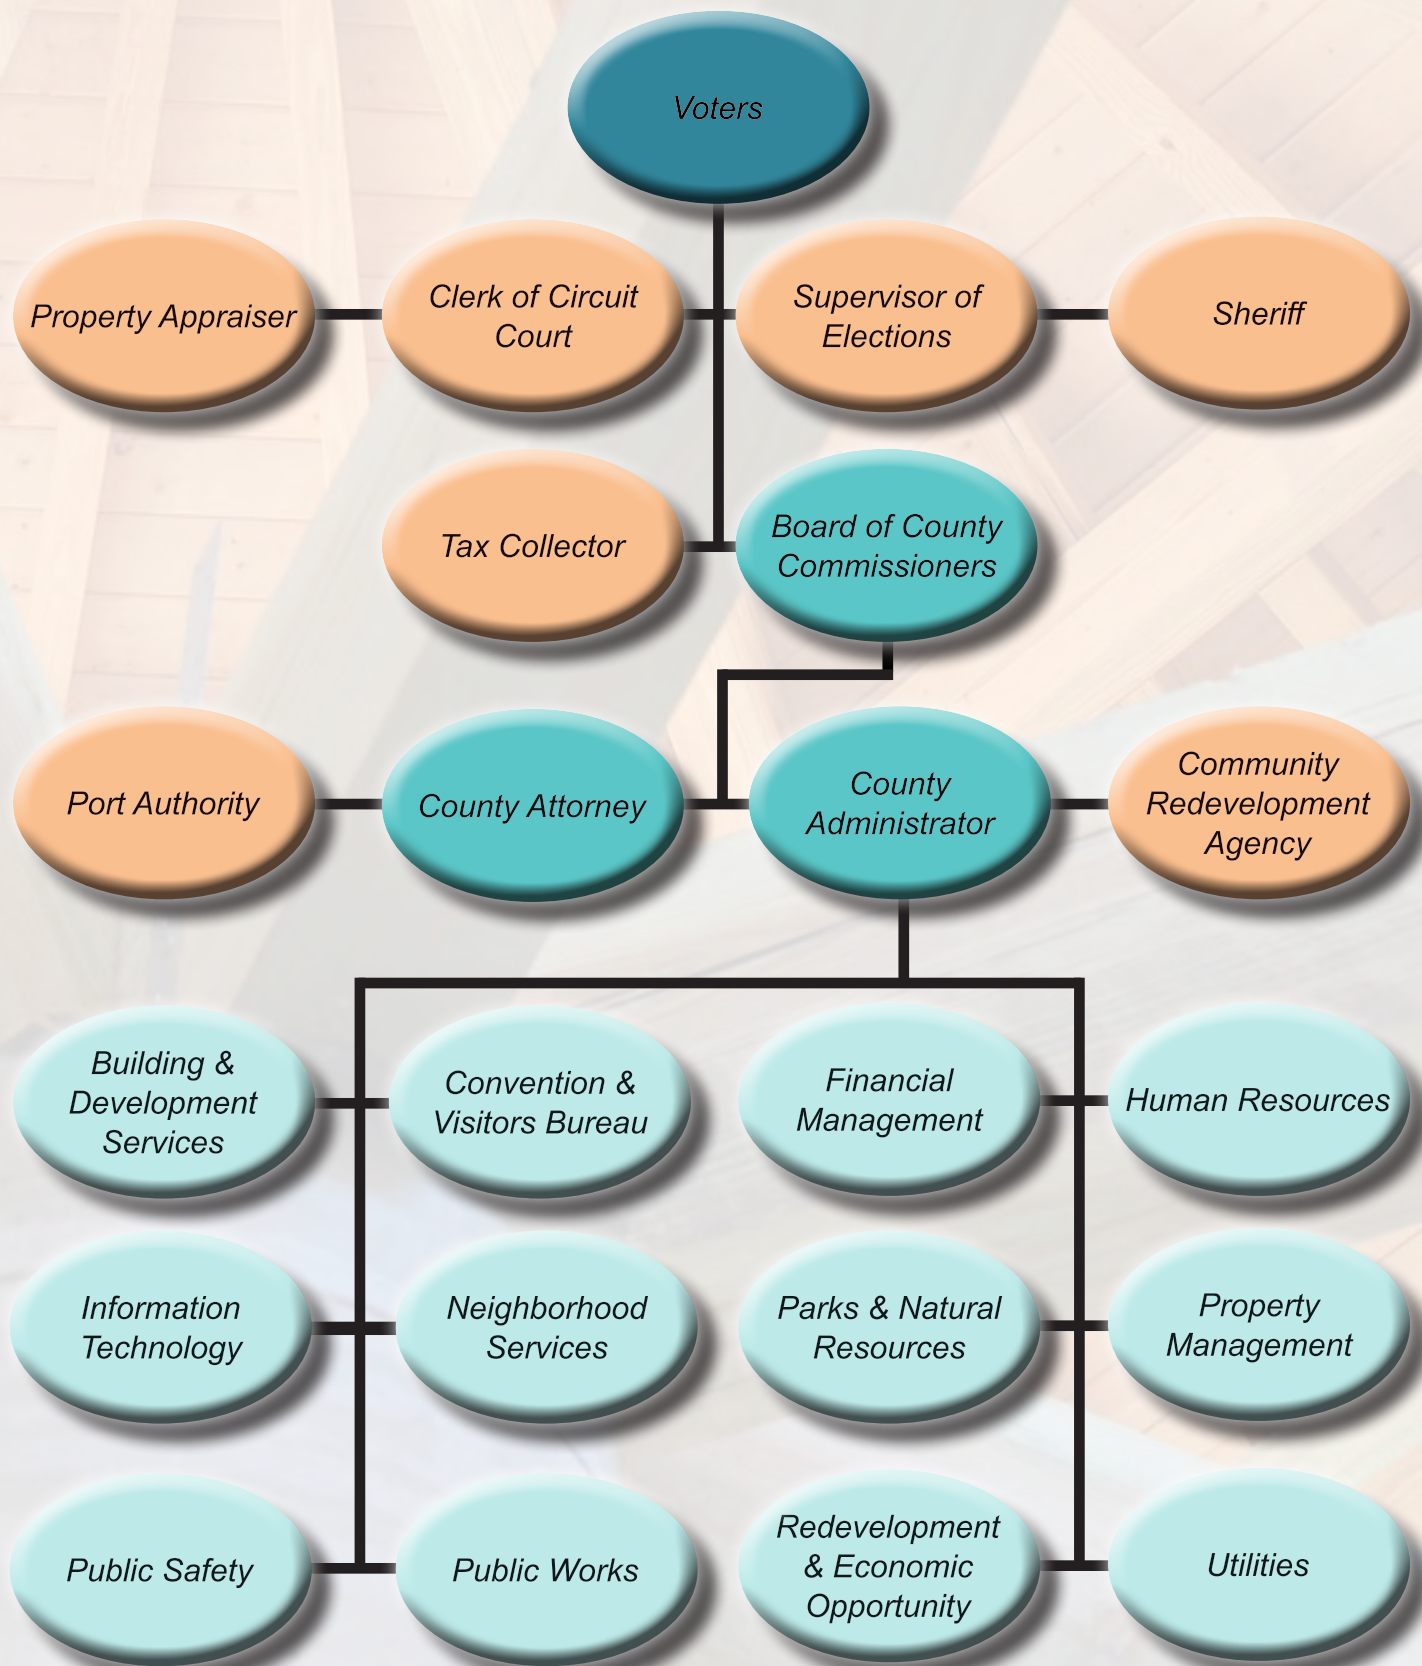 Voters
Property Appraiser
Clerk of Circuit
Court
Supervisor of
Elections
Sheriff
Tax Collector
Board of County
Commissioners
Port Authority
County Attorney
County
Administrator
Community
Redevelopment
Agency
Building &
Development
Services
Convention &
Visitors Bureau
Financial
Management
Human Resources
Information
Technology
Neighborhood
Services
Parks & Natural
Resources
Property
Management
Public Safety
Public Works
Redevelopment
& Economic
Opportunity
Utilities